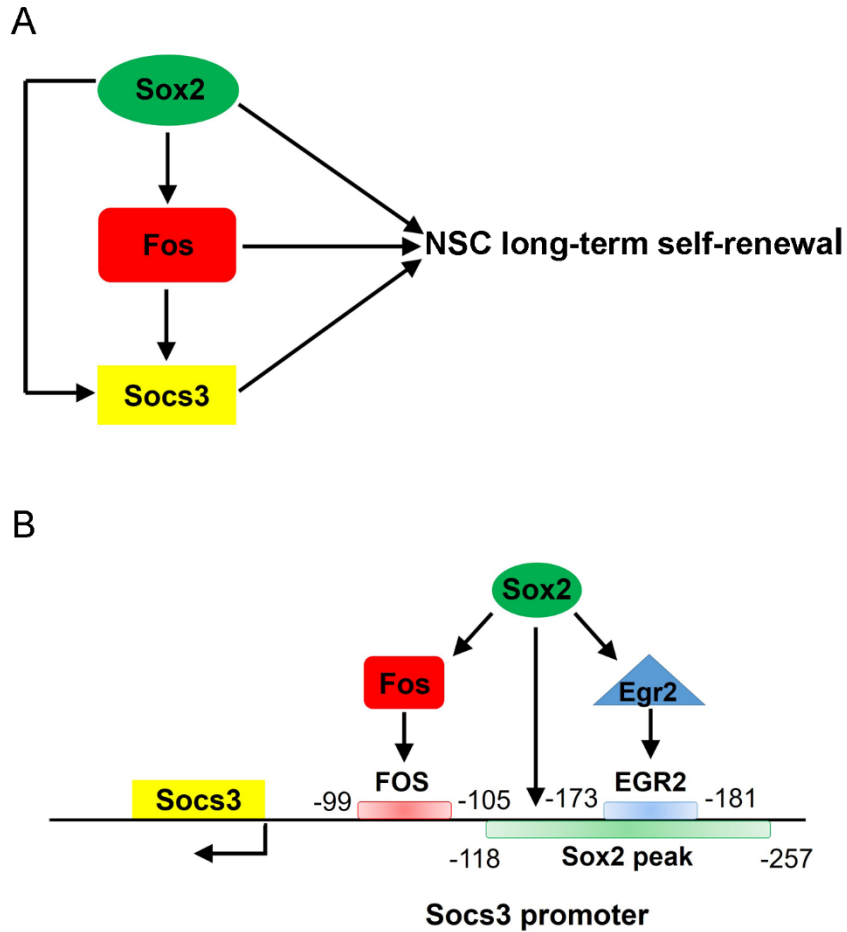 A
Sox2
Fos
NSC long-term self-renewal
Socs3
B
Sox2
Fos
Egr2
FOS
EGR2
Socs3
-99
-105
-173
-181
-118
Sox2 peak
-257
Socs3 promoter